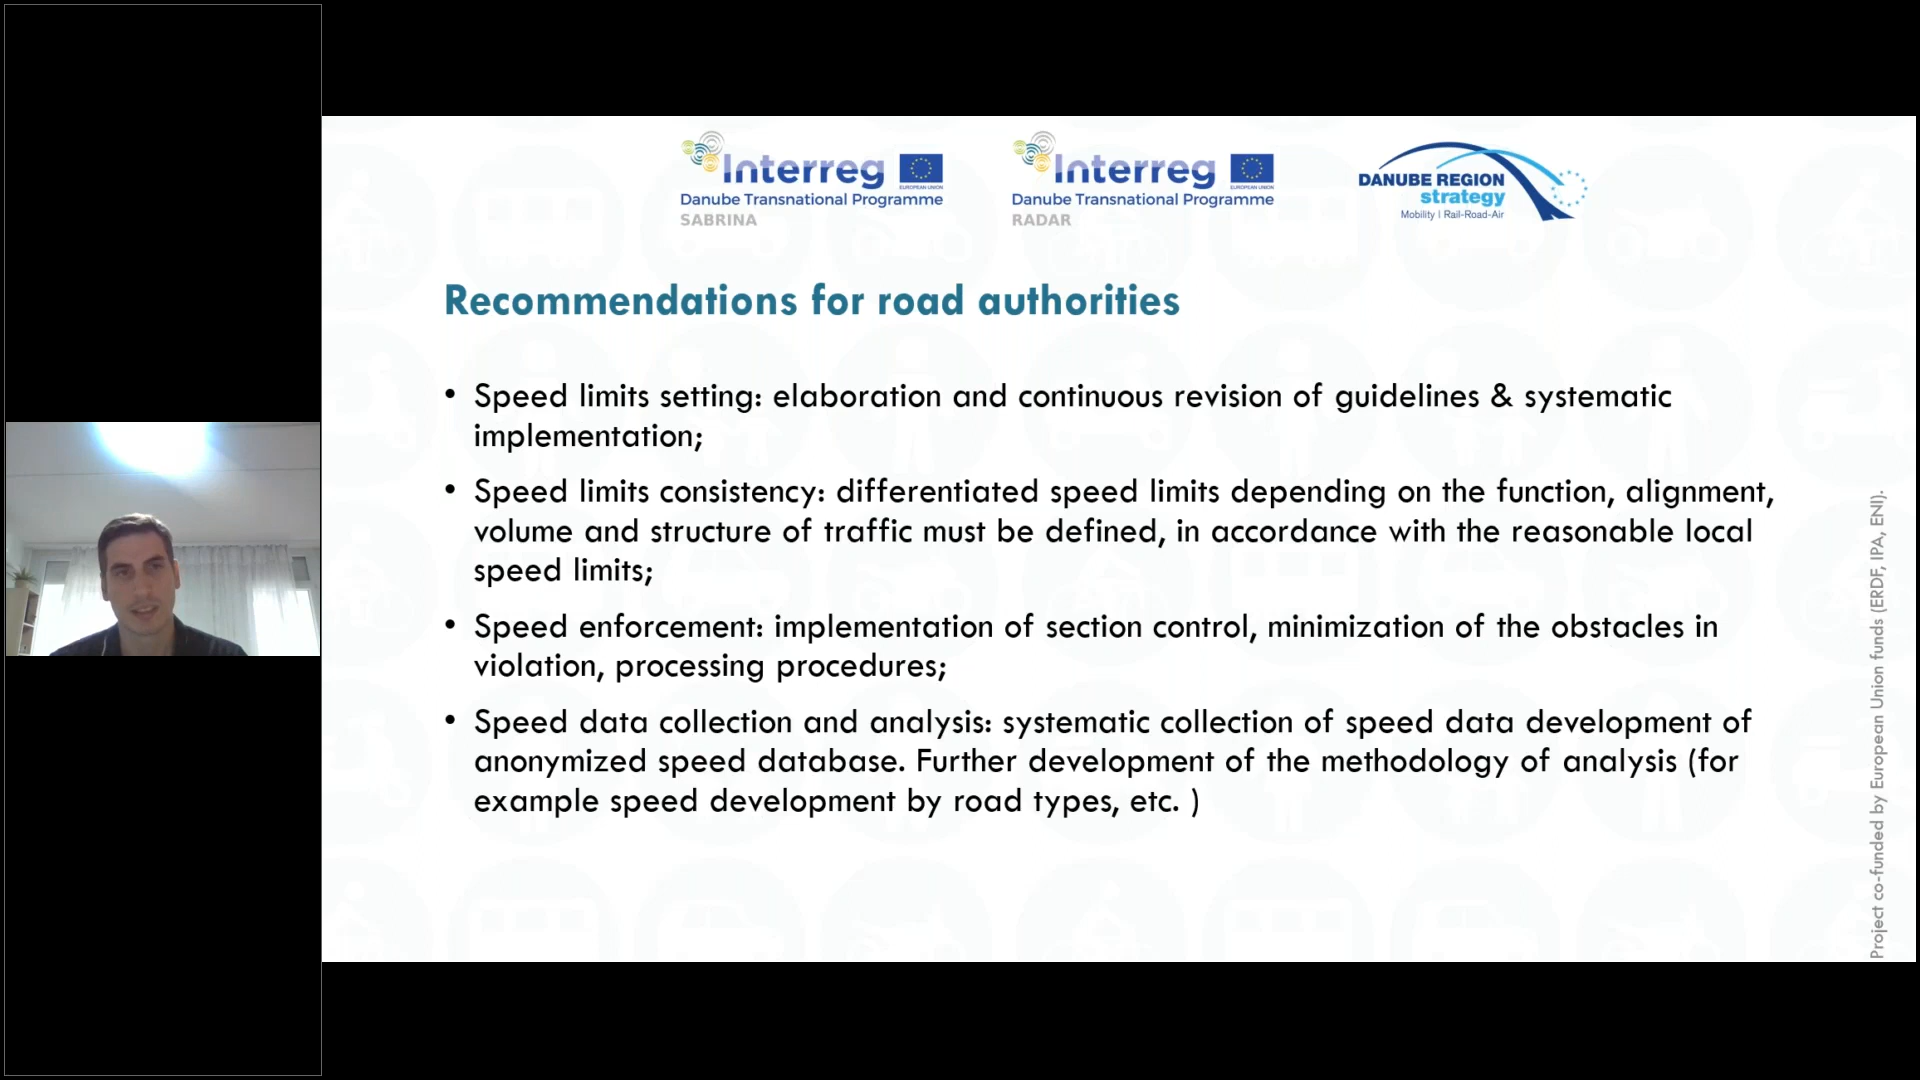 Interreg
EUROPEAN UNION
Danube Transnational Programme
SABRINA
Interreg
EUROPEAN UNION
Danube Transnational Programme
RADAR
DANUBE REGION
strategy
Mobility | Rail-Road-Air
Recommendations for road authorities
• Speed limits setting: elaboration and continuous revision of guidelines & systematic
implementation;
• Speed limits consistency: differentiated speed limits depending on the function, alignment,
volume and structure of traffic must be defined, in accordance with the reasonable local
speed limits;
• Speed enforcement: implementation of section control, minimization of the obstacles in
violation, processing procedures;
• Speed data collection and analysis: systematic collection of speed data development of
anonymized speed database. Further development of the methodology of analysis (for
example speed development by road types, etc. )
Project co-funded by European Union funds (ERDF, IPA, ENI).